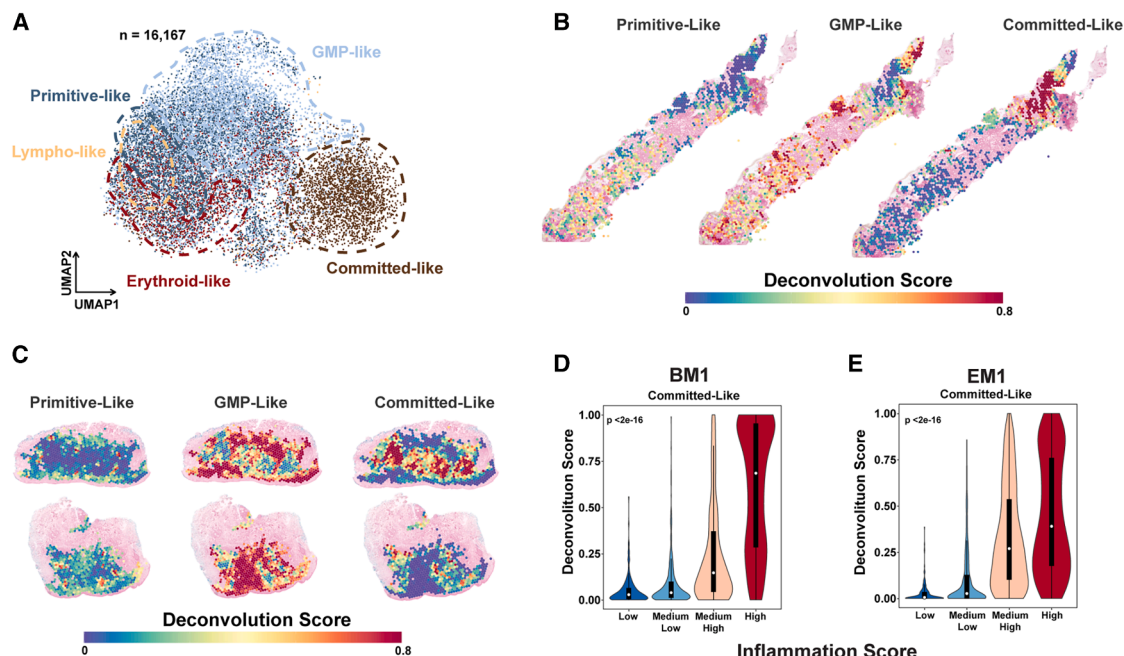 A
n = 16,167
GMP-like
Primitive-like
Lympho-like
Erythroid-like
Committed-like
UMAP2
UMAP1
B
Primitive-Like
GMP-Like
Committed-Like
Deconvolution Score
0
0.8
C
Primitive-Like
GMP-Like
Committed-Like
Deconvolution Score
0
0.8
D
BM1
Committed-Like
p <2e-16
1.00
0.75
0.50
0.25
0.00
Deconvolituon Score
Low
Medium
Low
Medium
High
High
E
EM1
Committed-Like
p <2e-16
1.00
0.75
0.50
0.25
0.00
Deconvolituon Score
Low
Medium
Low
Medium
High
High
Inflammation Score